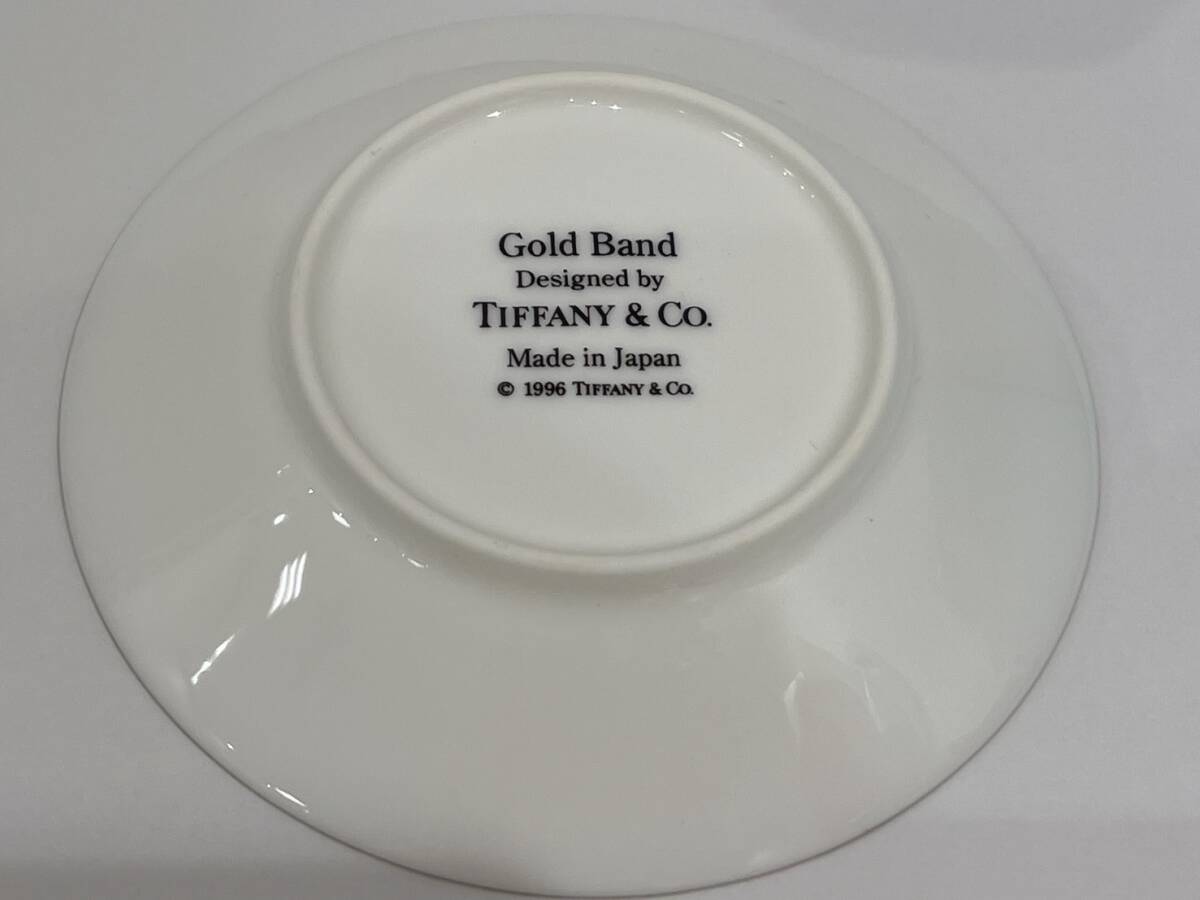 Gold Band
Designed by
TIFFANY & CO.
Made in Japan
© 1996 TIFFANY & CO.